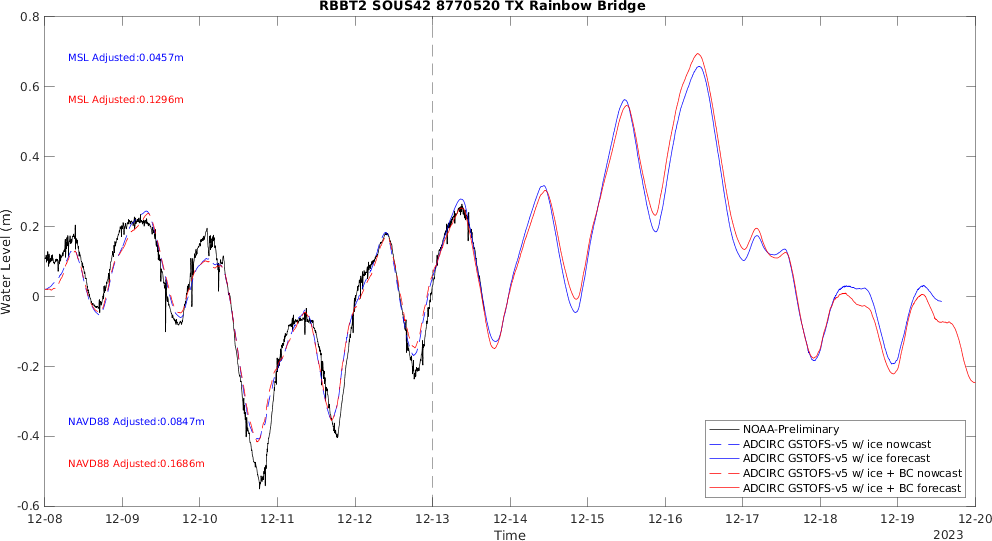 RBBT2 SOUS42 8770520 TX Rainbow Bridge
0.8
0.6
0.4
0.2
0
-0.2
-0.4
-0.6
Water Level (m)
MSL Adjusted:0.0457m
MSL Adjusted:0.1296m
NAVD88 Adjusted:0.0847m
NAVD88 Adjusted:0.1686m
NOAA-Preliminary
ADCIRC GSTOFS-v5 w/ ice nowcast
ADCIRC GSTOFS-v5 w/ ice forecast
ADCIRC GSTOFS-v5 w/ ice + BC nowcast
ADCIRC GSTOFS-v5 w/ ice + BC forecast
12-08 12-09 12-10 12-11 12-12 12-13 12-14 12-15 12-16 12-17 12-18 12-19 12-20
Time
2023